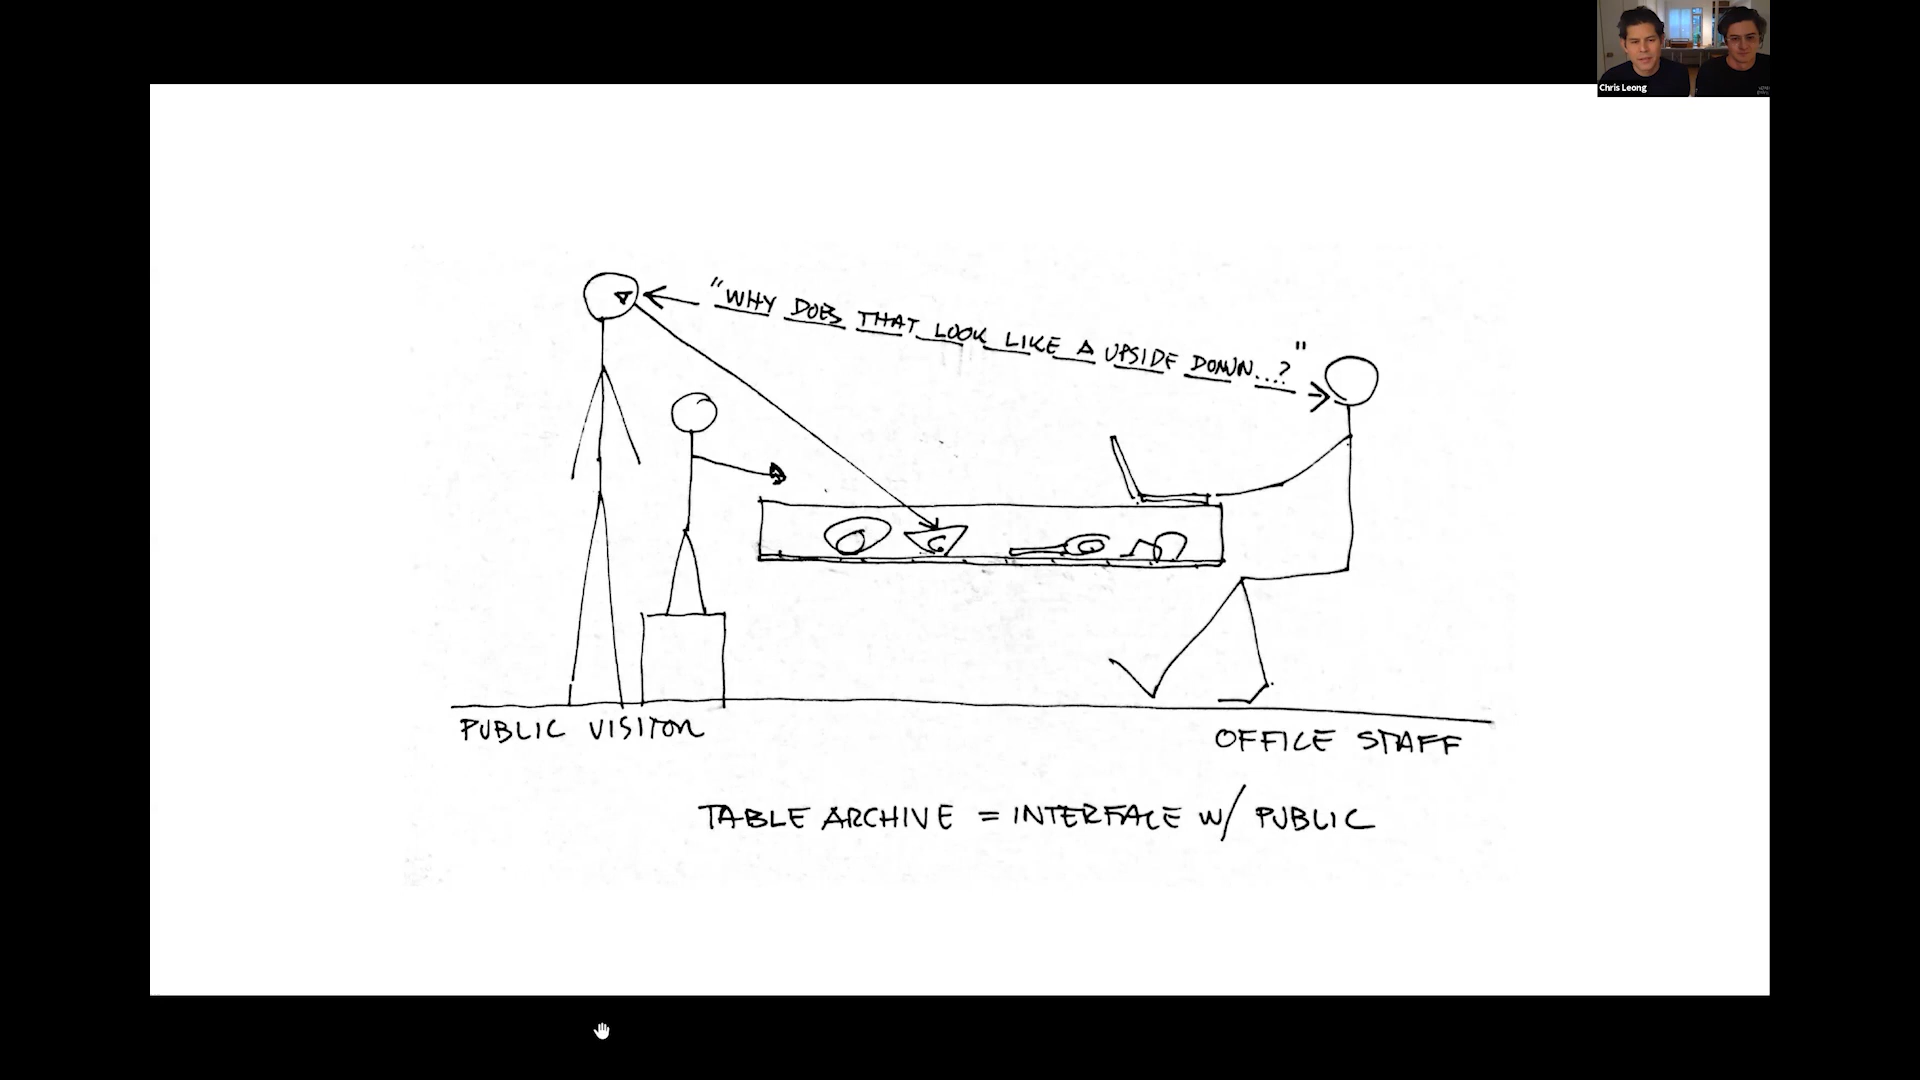 Chris Leong
"WHY DOES THAT LOOK LIKE A UPSIDE DOWN...?"
PUBLIC VISITOR
OFFICE STAFF
TABLE ARCHIVE = INTERFACE W/ PUBLIC